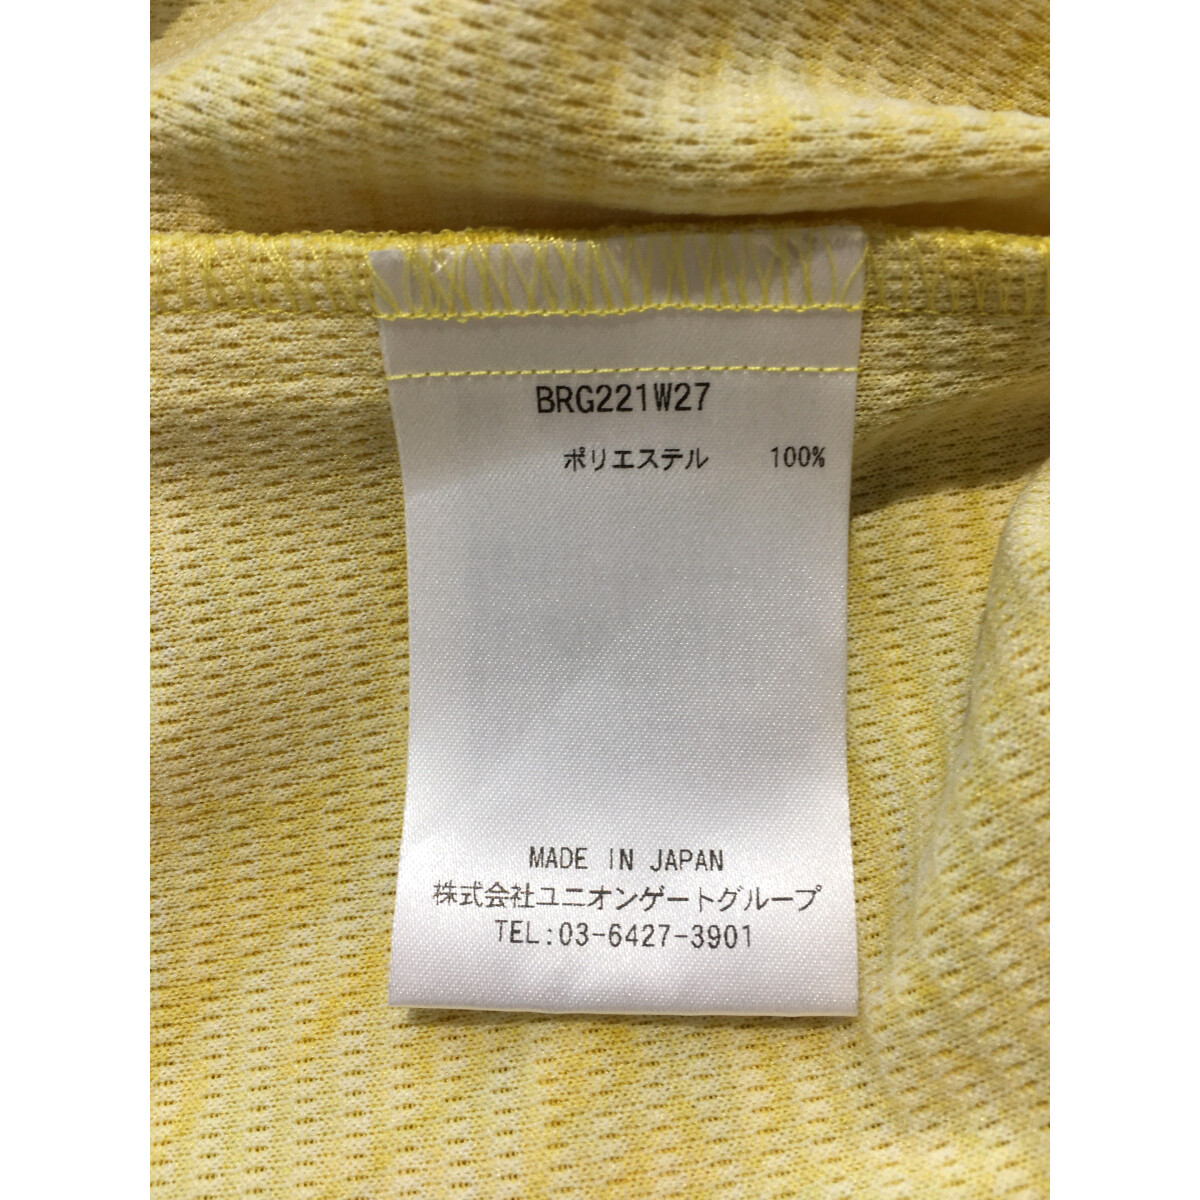 BRG221W27
ポリエステル 100%
MADE IN JAPAN
株式会社ユニオンゲートグループ
TEL:03-6427-3901